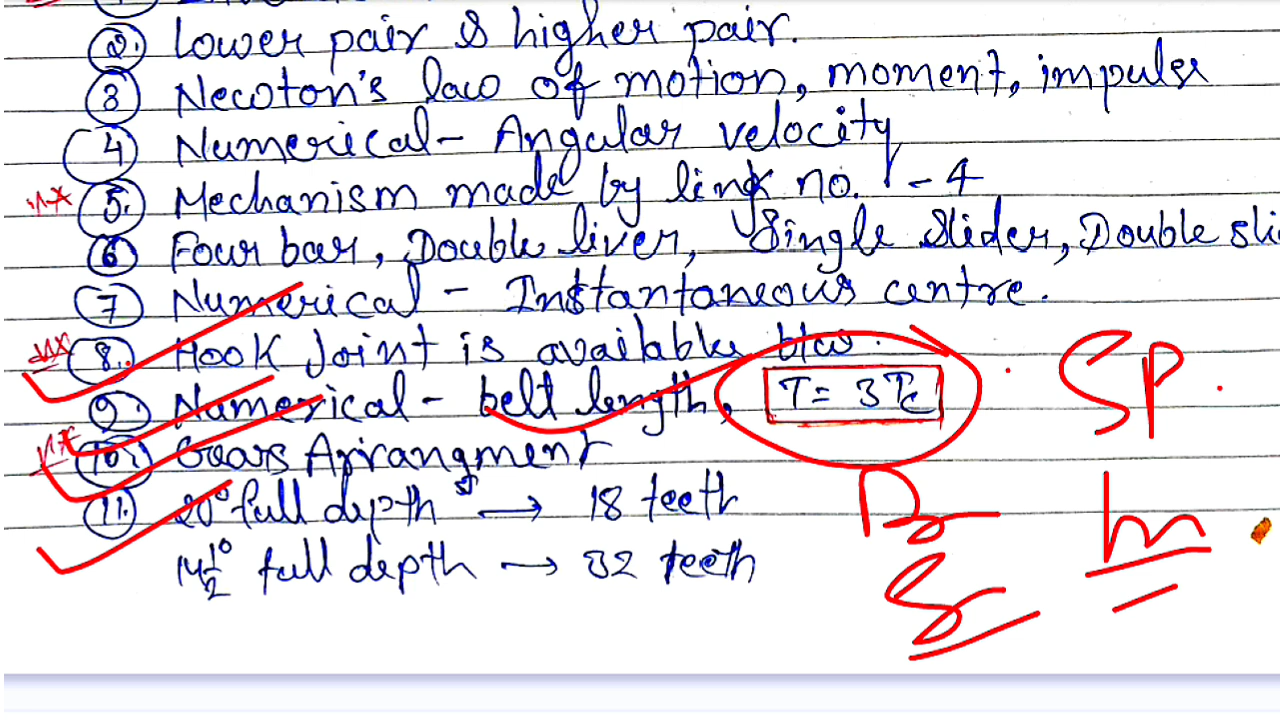 2. Lower pair & higher pair.
3 Newton's law of motion, moment, impulse
4 Numerical - Angular velocity
5. Mechanism made by link no. - 4
6 Four bar, Double liver, Single slider, Double sli
7 Numerical - Instantaneous centre.
8. Hook Joint is available b/w. SP.
9. Numerical - belt length, T = 3Tc
10. Gears Arrangment
11. 20° full depth → 18 teeth
14½° full depth → 32 teeth